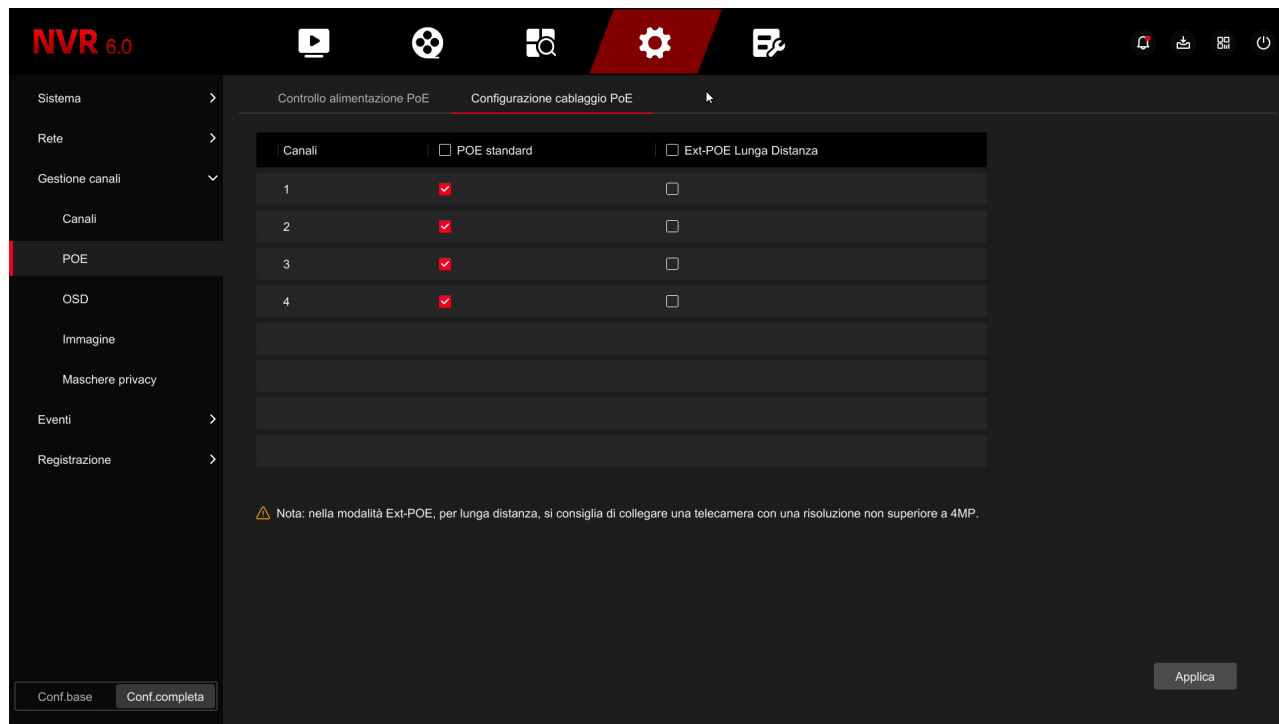 NVR 6.0
Sistema
Rete
Gestione canali
Canali
POE
OSD
Immagine
Maschere privacy
Eventi
Registrazione
Conf.base Conf.completa
Controllo alimentazione PoE Configurazione cablaggio PoE
Canali POE standard Ext-POE Lunga Distanza
1
2
3
4
Nota: nella modalità Ext-POE, per lunga distanza, si consiglia di collegare una telecamera con una risoluzione non superiore a 4MP.
Applica